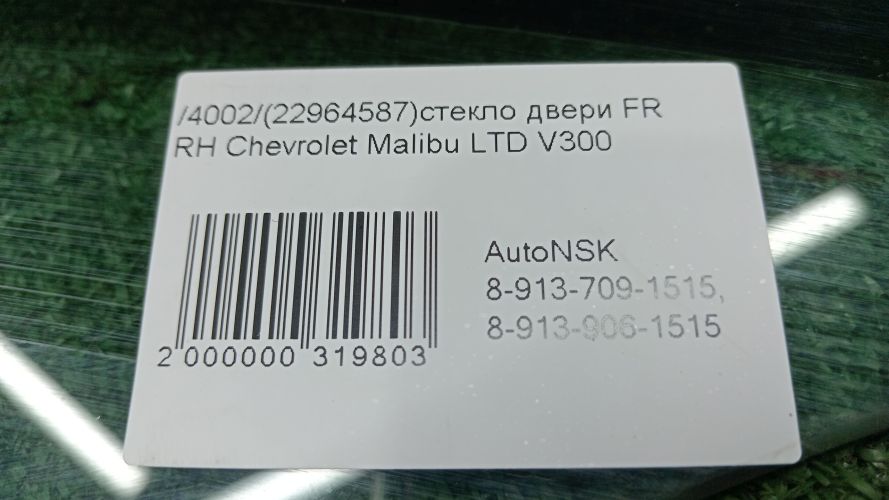 /4002/(22964587)стекло двери FR
RH Chevrolet Malibu LTD V300
AutoNSK
8-913-709-1515,
8-913-906-1515
2 000000 319803